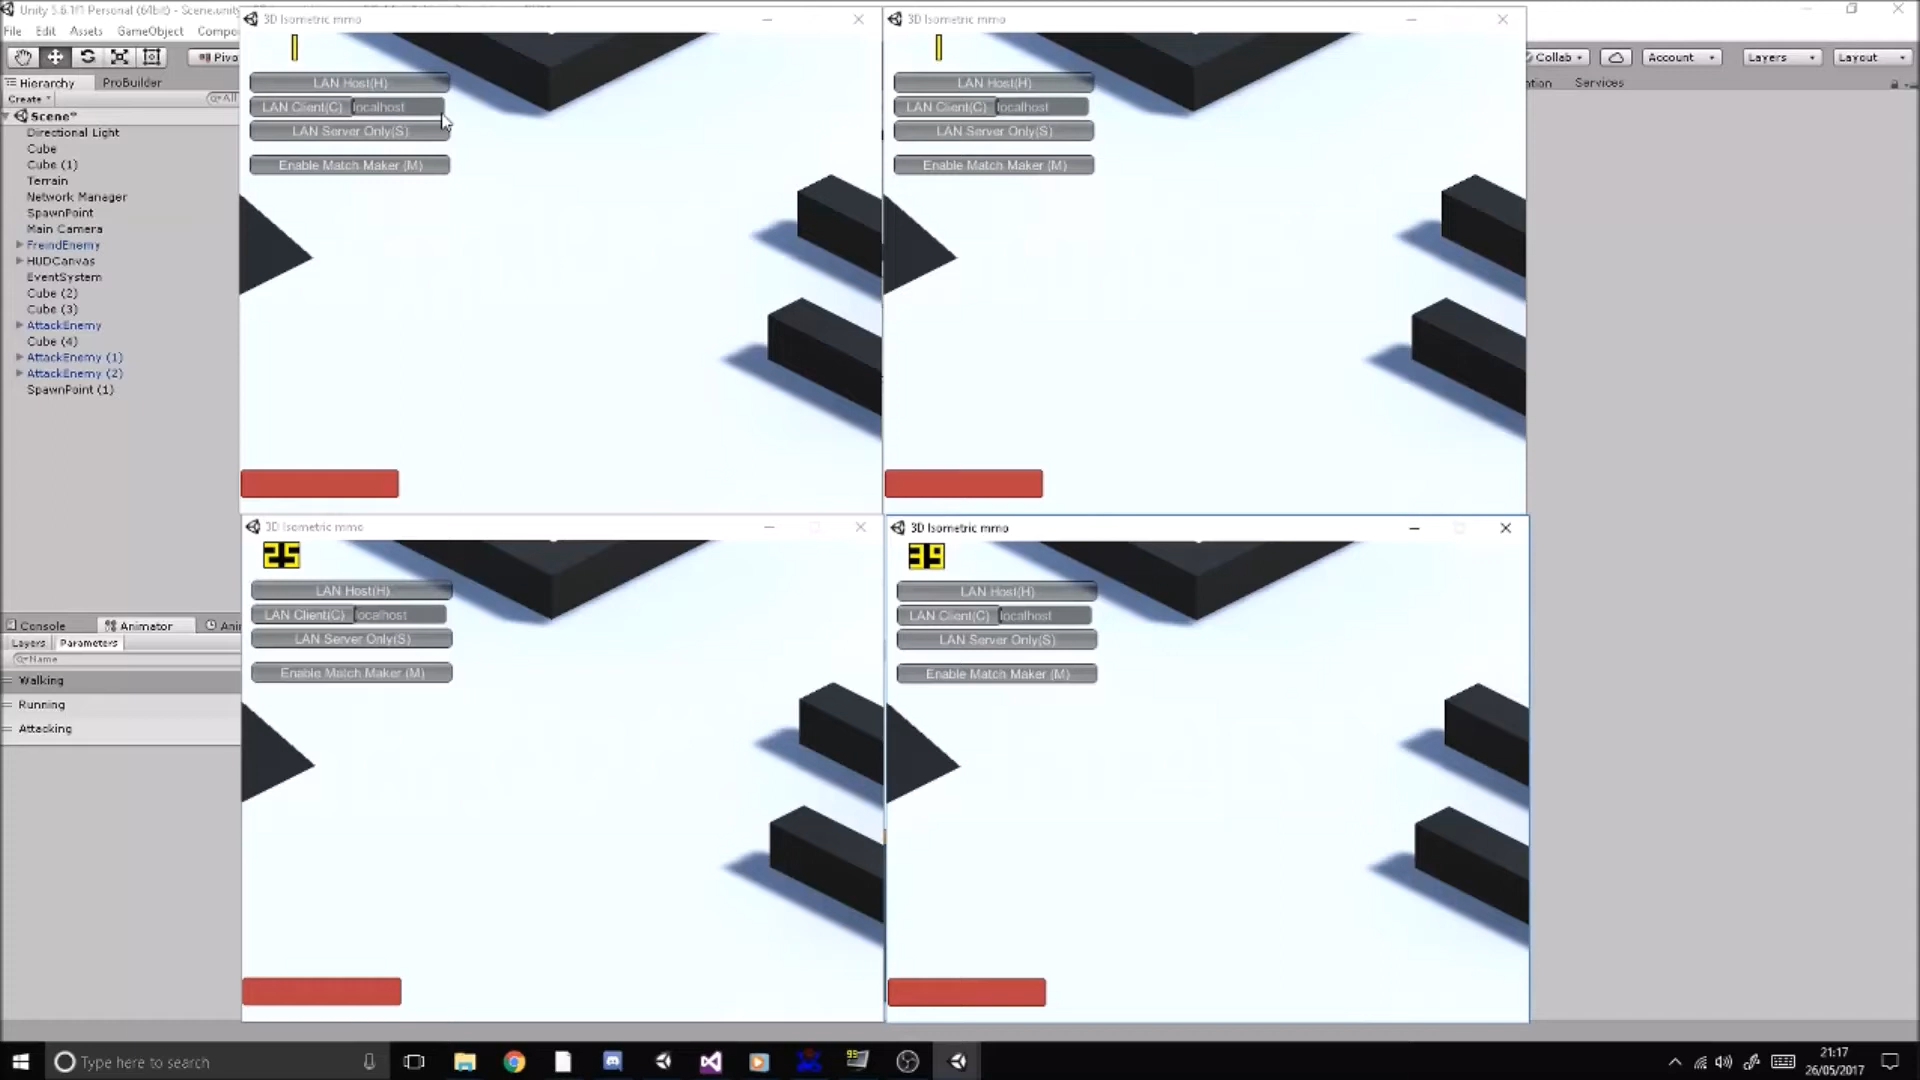 Unity 5.6.1f1 Personal (64bit) - Scene.unity
File Edit Assets GameObject Compo
Pivo
Collab
Account
Layers
Layout
Hierarchy
ProBuilder
Services
Create
All
Scene*
Directional Light
Cube
Cube (1)
Terrain
Network Manager
SpawnPoint
Main Camera
FreindEnemy
HUDCanvas
EventSystem
Cube (2)
Cube (3)
AttackEnemy
Cube (4)
AttackEnemy (1)
AttackEnemy (2)
SpawnPoint (1)
3D Isometric mmo
LAN Host(H)
LAN Client(C) localhost
LAN Server Only(S)
Enable Match Maker (M)
3D Isometric mmo
LAN Host(H)
LAN Client(C) localhost
LAN Server Only(S)
Enable Match Maker (M)
3D Isometric mmo
25
LAN Host(H)
LAN Client(C) localhost
LAN Server Only(S)
Enable Match Maker (M)
3D Isometric mmo
39
LAN Host(H)
LAN Client(C) localhost
LAN Server Only(S)
Enable Match Maker (M)
Console
Animator
Ani
Layers
Parameters
Name
Walking
Running
Attacking
Type here to search
21:17
26/05/2017